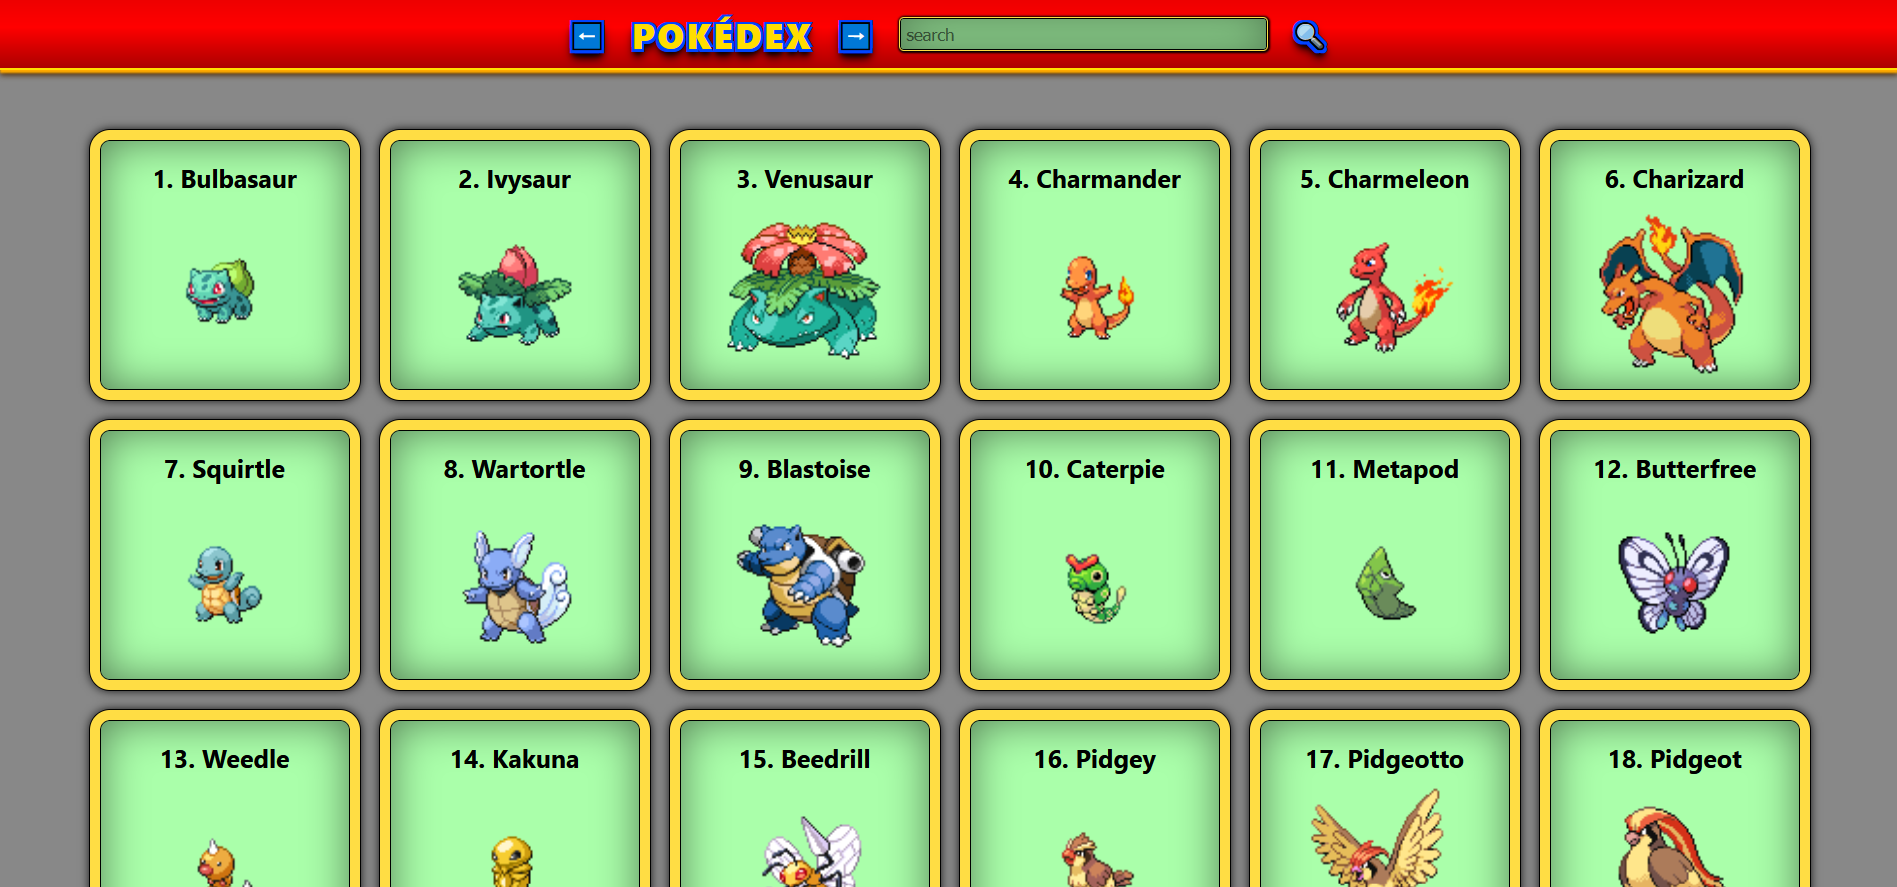 ← POKÉDEX → search
1. Bulbasaur
2. Ivysaur
3. Venusaur
4. Charmander
5. Charmeleon
6. Charizard
7. Squirtle
8. Wartortle
9. Blastoise
10. Caterpie
11. Metapod
12. Butterfree
13. Weedle
14. Kakuna
15. Beedrill
16. Pidgey
17. Pidgeotto
18. Pidgeot